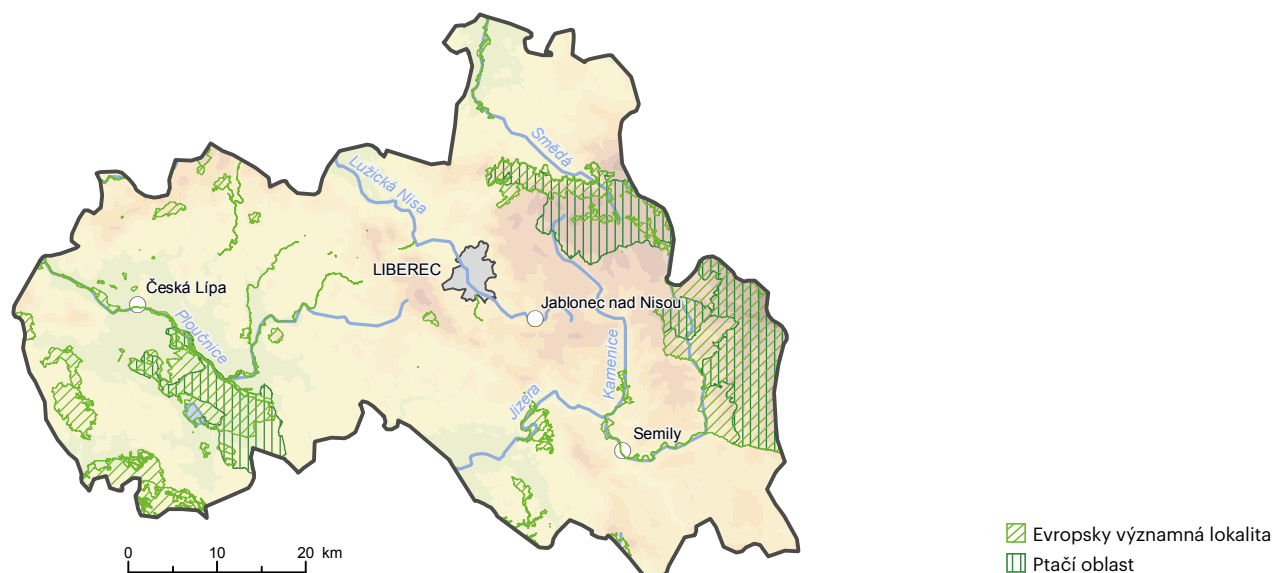 Smědá
Lužická Nisa
LIBEREC
Česká Lípa
Jablonec nad Nisou
Ploučnice
Kamenice
Jizera
Semily
0 10 20 km
Evropsky významná lokalita
Ptačí oblast